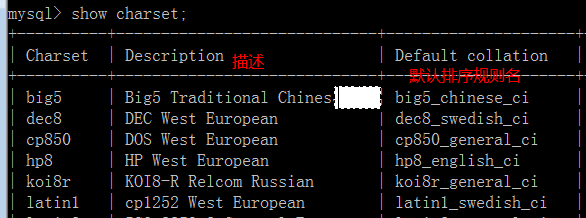 mysql> show charset;
| Charset | Description 描述 | Default collation
默认排序规则名
| big5 | Big5 Traditional Chines | big5_chinese_ci
| dec8 | DEC West European | dec8_swedish_ci
| cp850 | DOS West European | cp850_general_ci
| hp8 | HP West European | hp8_english_ci
| koi8r | KOI8-R Relcom Russian | koi8r_general_ci
| latin1 | cp1252 West European | latin1_swedish_ci